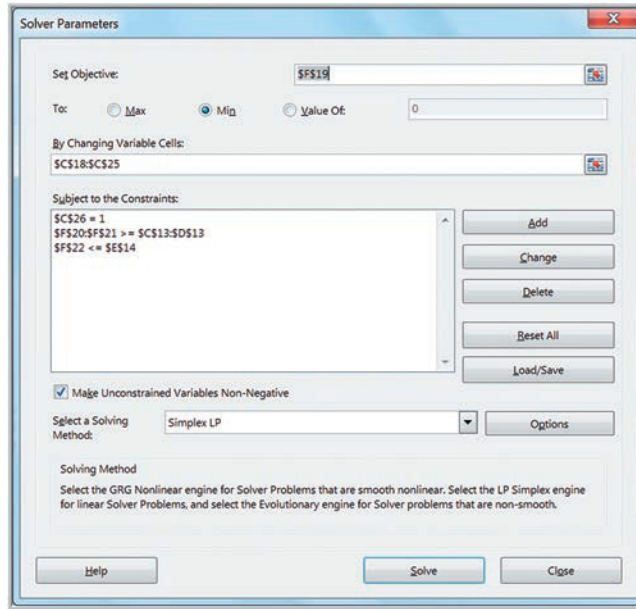 Solver Parameters
Set Objective: $F$19
To: Max Min Value Of: 0
By Changing Variable Cells:
$C$18:$C$25
Subject to the Constraints:
$C$26 = 1
$F$20:$F$21 >= $C$13:$D$13
$F$22 <= $E$14
Add
Change
Delete
Reset All
Load/Save
Make Unconstrained Variables Non-Negative
Select a Solving Method: Simplex LP Options
Solving Method
Select the GRG Nonlinear engine for Solver Problems that are smooth nonlinear. Select the LP Simplex engine
for linear Solver Problems, and select the Evolutionary engine for Solver problems that are non-smooth.
Help Solve Close